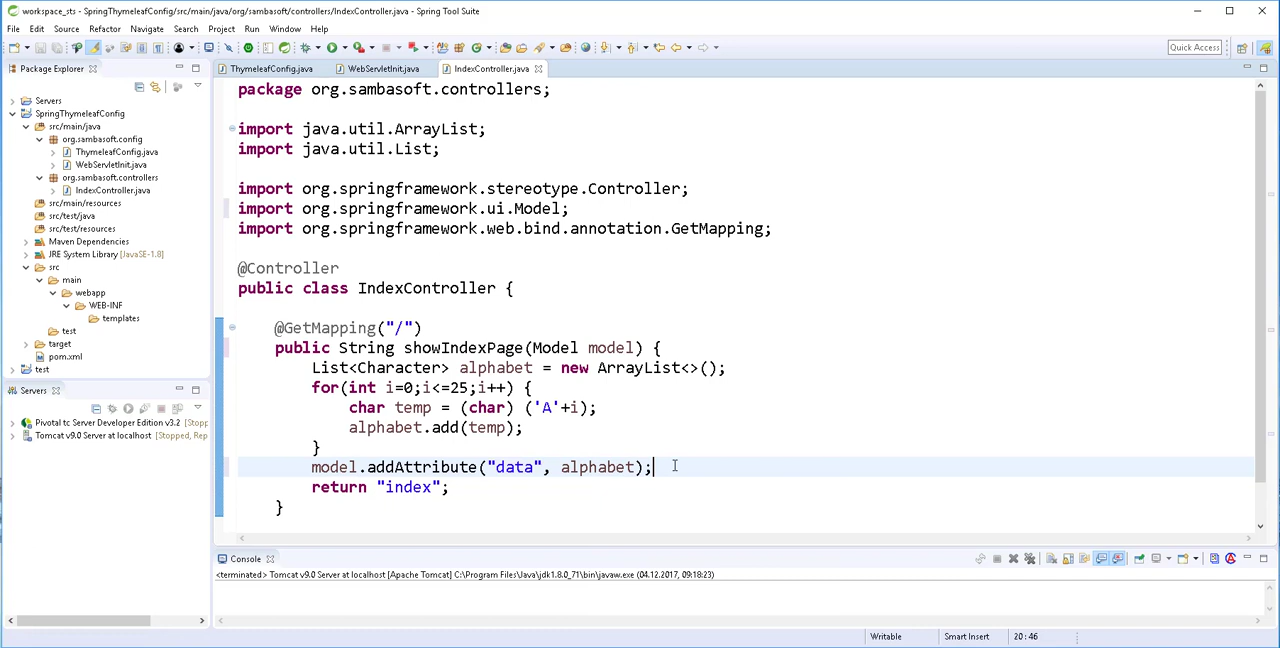 workspace_sts - SpringThymeleafConfig/src/main/java/org/sambasoft/controllers/IndexController.java - Spring Tool Suite
File Edit Source Refactor Navigate Search Project Run Window Help
Quick Access
Package Explorer
Servers
SpringThymeleafConfig
src/main/java
org.sambasoft.config
ThymeleafConfig.java
WebServletInit.java
org.sambasoft.controllers
IndexController.java
src/main/resources
src/test/java
src/test/resources
Maven Dependencies
JRE System Library [JavaSE-1.8]
src
main
webapp
WEB-INF
templates
test
target
pom.xml
test
Servers
Pivotal tc Server Developer Edition v3.2 [Stopp
Tomcat v9.0 Server at localhost [Stopped, Rep
ThymeleafConfig.java WebServletInit.java IndexController.java
package org.sambasoft.controllers;
import java.util.ArrayList;
import java.util.List;
import org.springframework.stereotype.Controller;
import org.springframework.ui.Model;
import org.springframework.web.bind.annotation.GetMapping;
@Controller
public class IndexController {
@GetMapping("/")
public String showIndexPage(Model model) {
List<Character> alphabet = new ArrayList<>();
for(int i=0;i<=25;i++) {
char temp = (char) ('A'+i);
alphabet.add(temp);
}
model.addAttribute("data", alphabet);
return "index";
}
Console
<terminated> Tomcat v9.0 Server at localhost [Apache Tomcat] C:\Program Files\Java\jdk1.8.0_71\bin\javaw.exe (04.12.2017, 09:18:23)
Writable Smart Insert 20:46